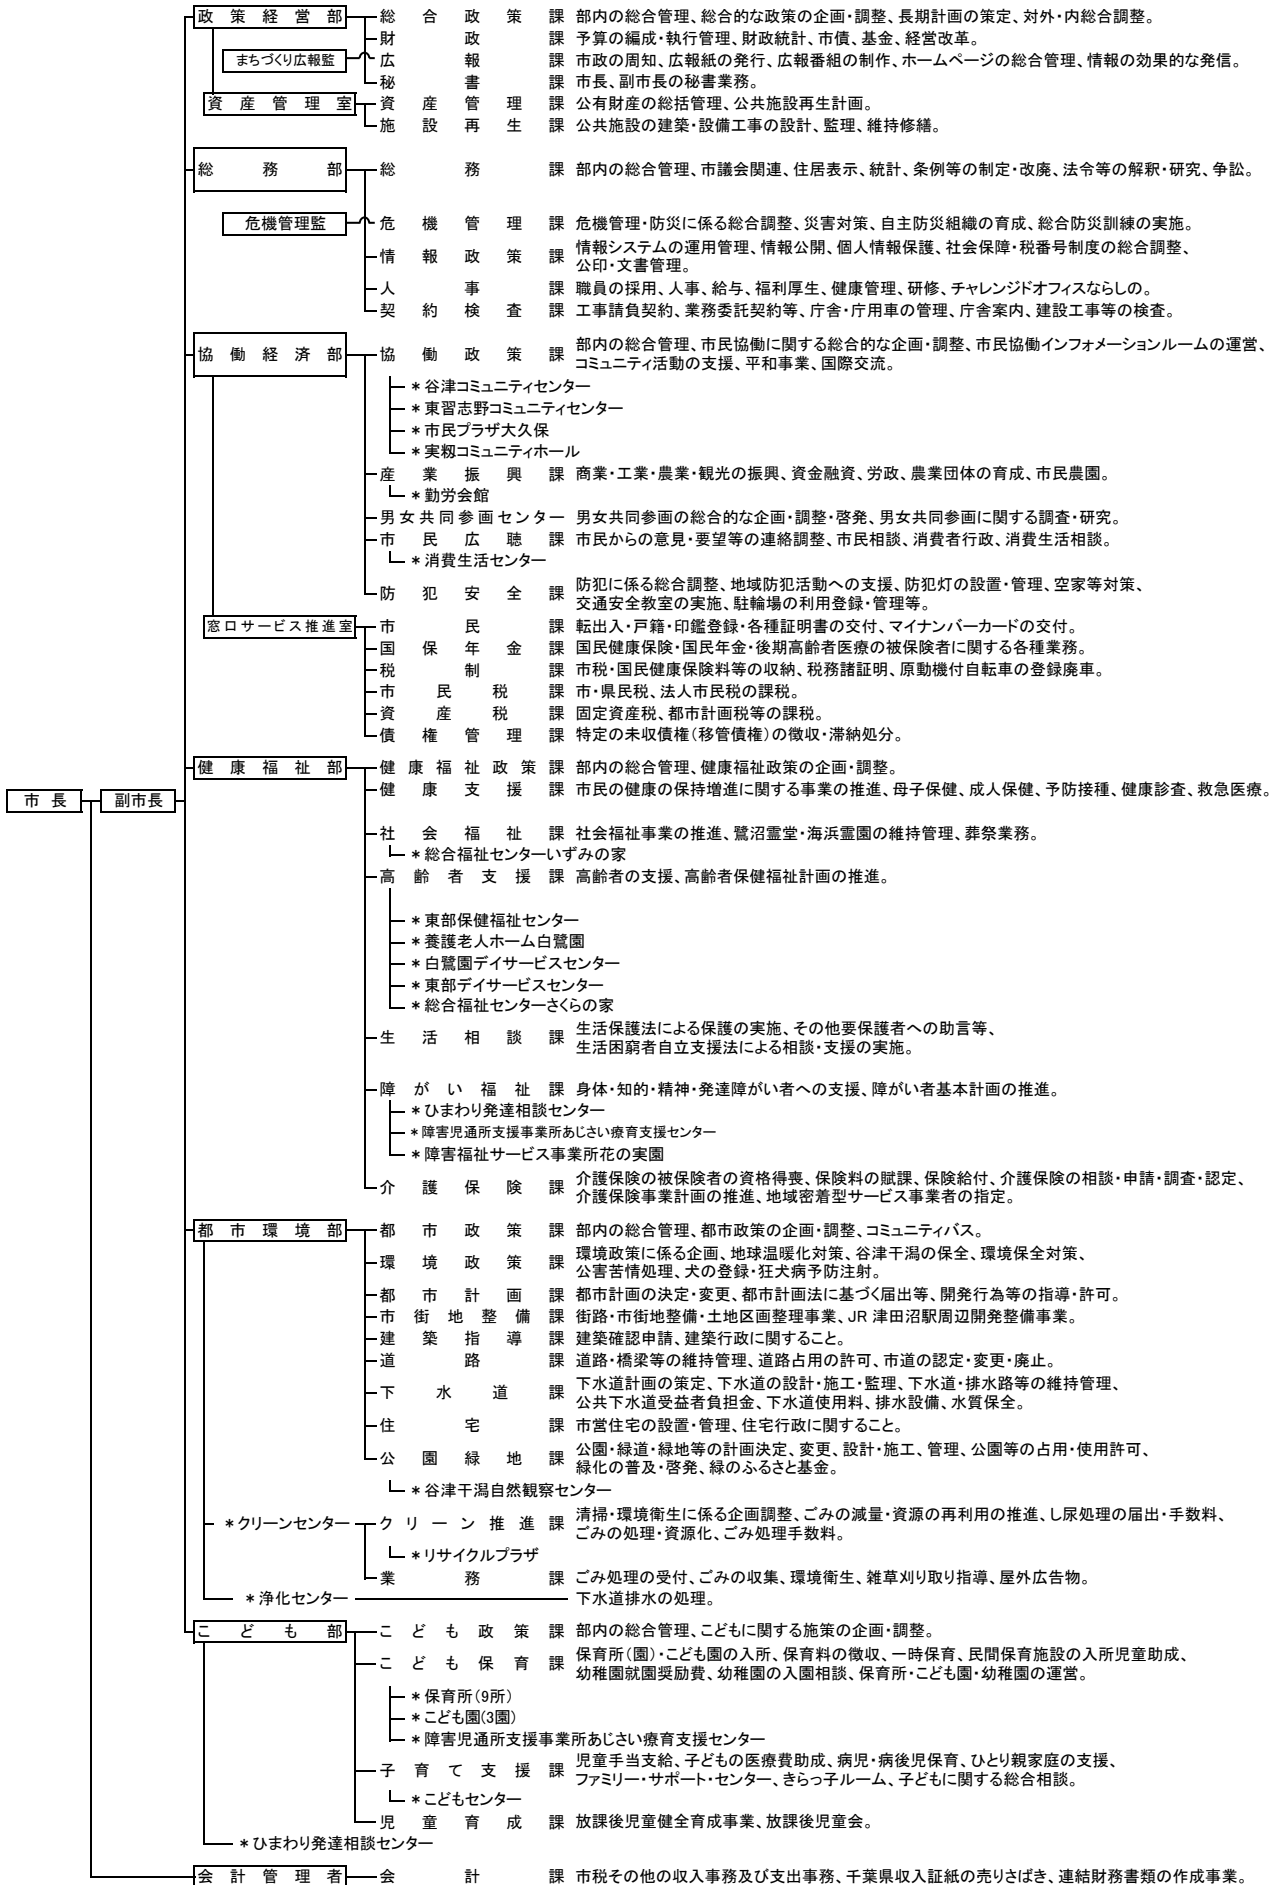 政策経営部 総合政策課 部内の総合管理、総合的な政策の企画・調整、長期計画の策定、対外・内総合調整。
財政課 予算の編成・執行管理、財政統計、市債、基金、経営改革。
まちづくり広報監 広報課 市政の周知、広報紙の発行、広報番組の制作、ホームページの総合管理、情報の効果的な発信。
秘書課 市長、副市長の秘書業務。
資産管理室 資産管理課 公有財産の総括管理、公共施設再生計画。
施設再生課 公共施設の建築・設備工事の設計、監理、維持修繕。
総務部 総務課 部内の総合管理、市議会関連、住居表示、統計、条例等の制定・改廃、法令等の解釈・研究、争訟。
危機管理監 危機管理課 危機管理・防災に係る総合調整、災害対策、自主防災組織の育成、総合防災訓練の実施。
情報政策課 情報システムの運用管理、情報公開、個人情報保護、社会保障・税番号制度の総合調整、
公印・文書管理。
人事課 職員の採用、人事、給与、福利厚生、健康管理、研修、チャレンジドオフィスならしの。
契約検査課 工事請負契約、業務委託契約等、庁舎・庁用車の管理、庁舎案内、建設工事等の検査。
協働経済部 協働政策課 部内の総合管理、市民協働に関する総合的な企画・調整、市民協働インフォメーションルームの運営、
コミュニティ活動の支援、平和事業、国際交流。
＊谷津コミュニティセンター
＊東習志野コミュニティセンター
＊市民プラザ大久保
＊実籾コミュニティホール
産業振興課 商業・工業・農業・観光の振興、資金融資、労政、農業団体の育成、市民農園。
＊勤労会館
男女共同参画センター 男女共同参画の総合的な企画・調整・啓発、男女共同参画に関する調査・研究。
市民広聴課 市民からの意見・要望等の連絡調整、市民相談、消費者行政、消費生活相談。
＊消費生活センター
防犯安全課 防犯に係る総合調整、地域防犯活動への支援、防犯灯の設置・管理、空家等対策、
交通安全教室の実施、駐輪場の利用登録・管理等。
窓口サービス推進室 市民課 転出入・戸籍・印鑑登録・各種証明書の交付、マイナンバーカードの交付。
国保年金課 国民健康保険・国民年金・後期高齢者医療の被保険者に関する各種業務。
税制課 市税・国民健康保険料等の収納、税務諸証明、原動機付自転車の登録廃車。
市民税課 市・県民税、法人市民税の課税。
資産税課 固定資産税、都市計画税等の課税。
債権管理課 特定の未収債権（移管債権）の徴収・滞納処分。
健康福祉部 健康福祉政策課 部内の総合管理、健康福祉政策の企画・調整。
市長 副市長 健康支援課 市民の健康の保持増進に関する事業の推進、母子保健、成人保健、予防接種、健康診査、救急医療。
社会福祉課 社会福祉事業の推進、鷺沼霊堂・海浜霊園の維持管理、葬祭業務。
＊総合福祉センターいずみの家
高齢者支援課 高齢者の支援、高齢者保健福祉計画の推進。
＊東部保健福祉センター
＊養護老人ホーム白鷺園
＊白鷺園デイサービスセンター
＊東部デイサービスセンター
＊総合福祉センターさくらの家
生活相談課 生活保護法による保護の実施、その他要保護者への助言等、
生活困窮者自立支援法による相談・支援の実施。
障がい福祉課 身体・知的・精神・発達障がい者への支援、障がい者基本計画の推進。
＊ひまわり発達相談センター
＊障害児通所支援事業所あじさい療育支援センター
＊障害福祉サービス事業所花の実園
介護保険課 介護保険の被保険者の資格得喪、保険料の賦課、保険給付、介護保険の相談・申請・調査・認定、
介護保険事業計画の推進、地域密着型サービス事業者の指定。
都市環境部 都市政策課 部内の総合管理、都市政策の企画・調整、コミュニティバス。
環境政策課 環境政策に係る企画、地球温暖化対策、谷津干潟の保全、環境保全対策、
公害苦情処理、犬の登録・狂犬病予防注射。
都市計画課 都市計画の決定・変更、都市計画法に基づく届出等、開発行為等の指導・許可。
市街地整備課 街路・市街地整備・土地区画整理事業、JR 津田沼駅周辺開発整備事業。
建築指導課 建築確認申請、建築行政に関すること。
道路課 道路・橋梁等の維持管理、道路占用の許可、市道の認定・変更・廃止。
下水道課 下水道計画の策定、下水道の設計・施工・監理、下水道・排水路等の維持管理、
公共下水道受益者負担金、下水道使用料、排水設備、水質保全。
住宅課 市営住宅の設置・管理、住宅行政に関すること。
公園緑地課 公園・緑道・緑地等の計画決定、変更、設計・施工、管理、公園等の占用・使用許可、
緑化の普及・啓発、緑のふるさと基金。
＊谷津干潟自然観察センター
＊クリーンセンター クリーン推進課 清掃・環境衛生に係る企画調整、ごみの減量・資源の再利用の推進、し尿処理の届出・手数料、
ごみの処理・資源化、ごみ処理手数料。
＊リサイクルプラザ
業務課 ごみ処理の受付、ごみの収集、環境衛生、雑草刈り取り指導、屋外広告物。
＊浄化センター 下水道排水の処理。
こども部 こども政策課 部内の総合管理、こどもに関する施策の企画・調整。
こども保育課 保育所（園）・こども園の入所、保育料の徴収、一時保育、民間保育施設の入所児童助成、
幼稚園就園奨励費、幼稚園の入園相談、保育所・こども園・幼稚園の運営。
＊保育所（9所）
＊こども園(3園)
＊障害児通所支援事業所あじさい療育支援センター
子育て支援課 児童手当支給、子どもの医療費助成、病児・病後児保育、ひとり親家庭の支援、
ファミリー・サポート・センター、きらっ子ルーム、子どもに関する総合相談。
＊こどもセンター
児童育成課 放課後児童健全育成事業、放課後児童会。
＊ひまわり発達相談センター
会計管理者 会計課 市税その他の収入事務及び支出事務、千葉県収入証紙の売りさばき、連結財務書類の作成事業。